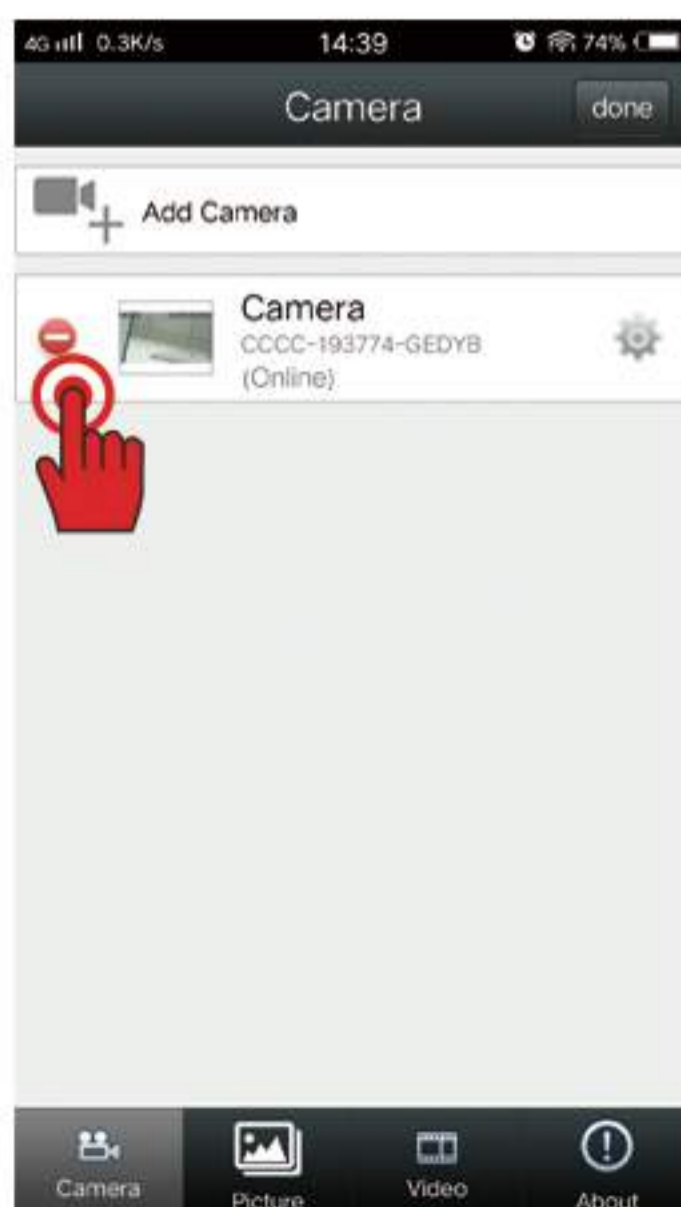 4G 0.3K/s 14:39 74%
Camera done
Add Camera
Camera
CCCC-193774-GEDYB
(Online)
Camera Picture Video About